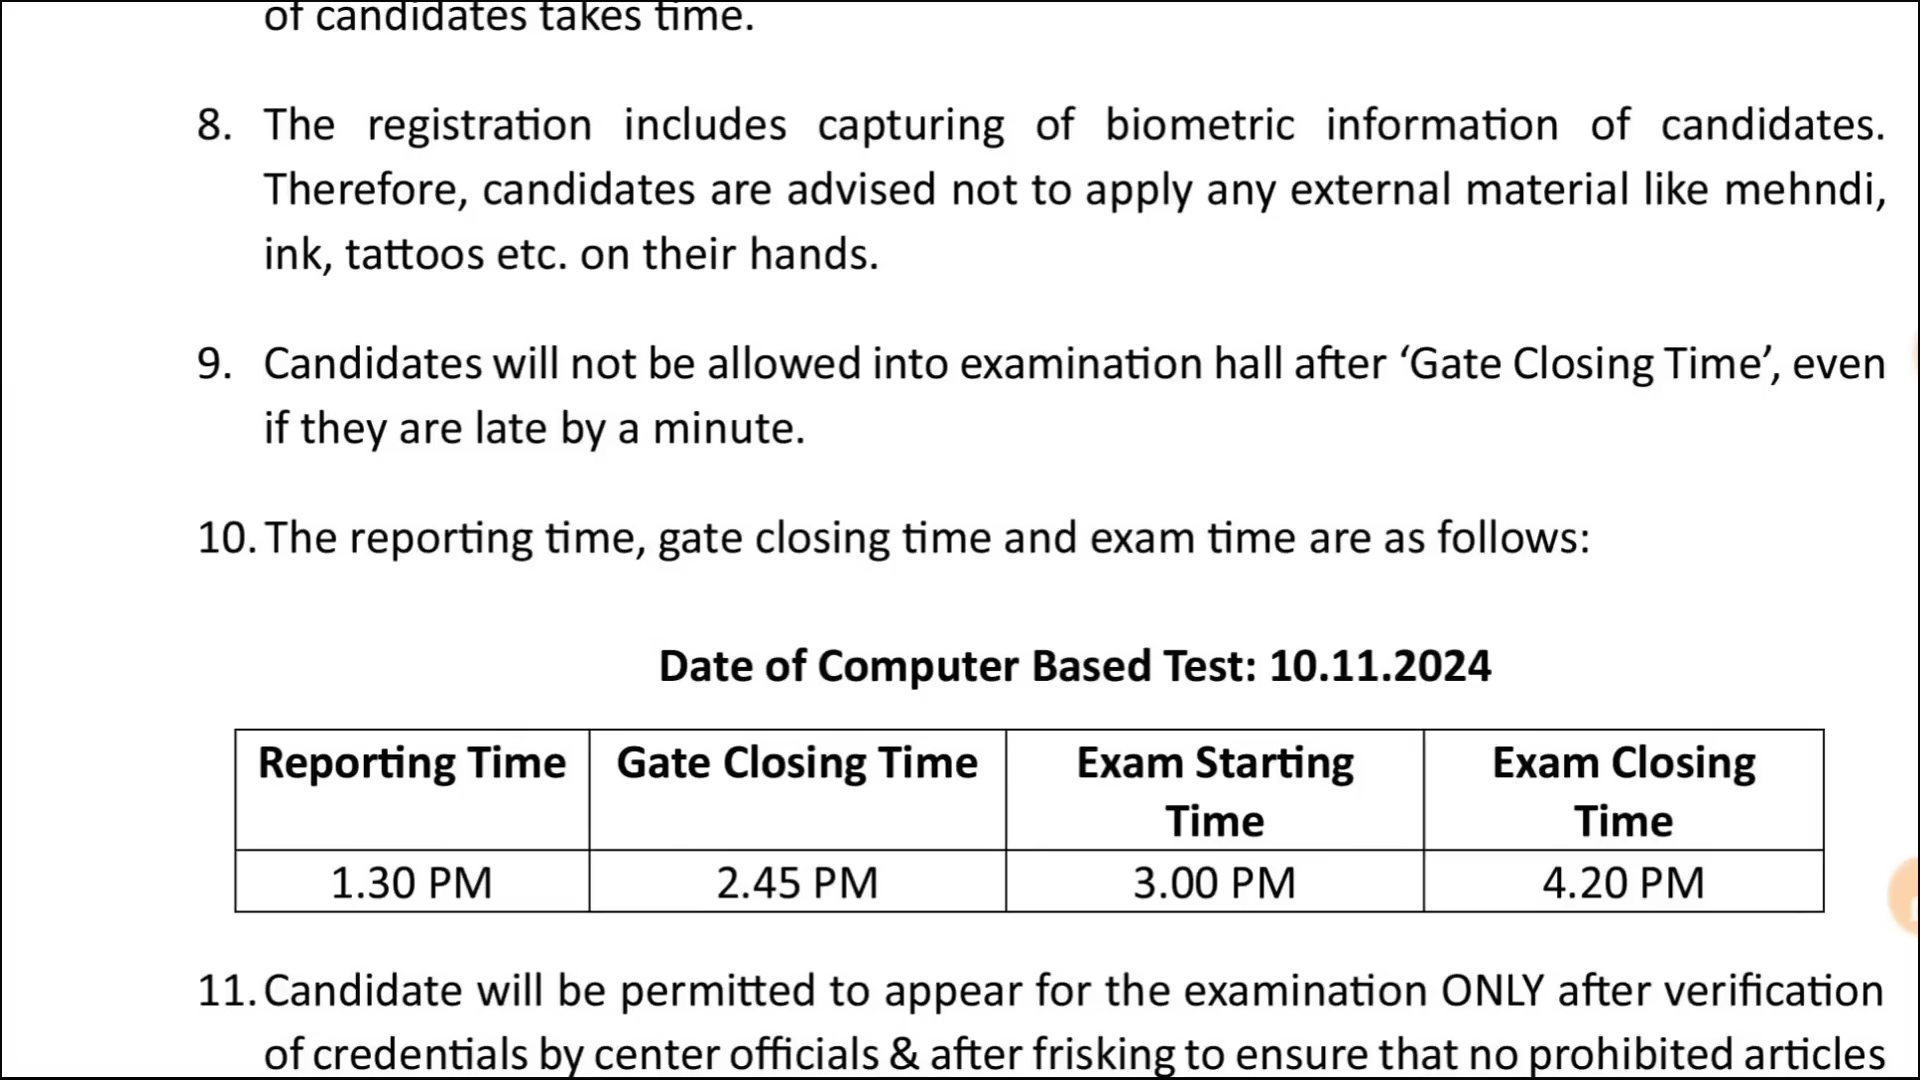 of candidates takes time.
8. The registration includes capturing of biometric information of candidates.
Therefore, candidates are advised not to apply any external material like mehndi,
ink, tattoos etc. on their hands.
9. Candidates will not be allowed into examination hall after ‘Gate Closing Time’, even
if they are late by a minute.
10. The reporting time, gate closing time and exam time are as follows:
Date of Computer Based Test: 10.11.2024
Reporting Time Gate Closing Time Exam Starting Time Exam Closing Time
1.30 PM 2.45 PM 3.00 PM 4.20 PM
11. Candidate will be permitted to appear for the examination ONLY after verification
of credentials by center officials & after frisking to ensure that no prohibited articles